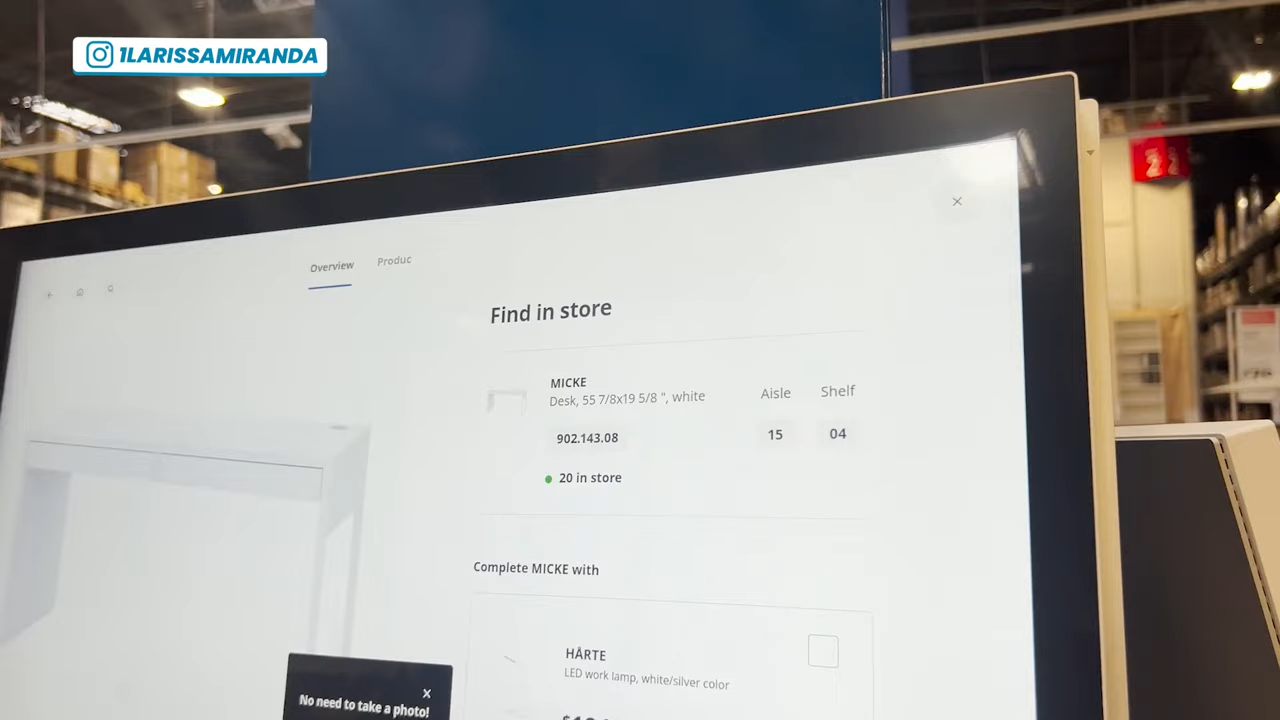 1LARISSAMIRANDA
2
Overview Produc
Find in store
MICKE
Desk, 55 7/8x19 5/8 ", white
Aisle Shelf
902.143.08
15 04
20 in store
Complete MICKE with
HÅRTE
LED work lamp, white/silver color
No need to take a photo!